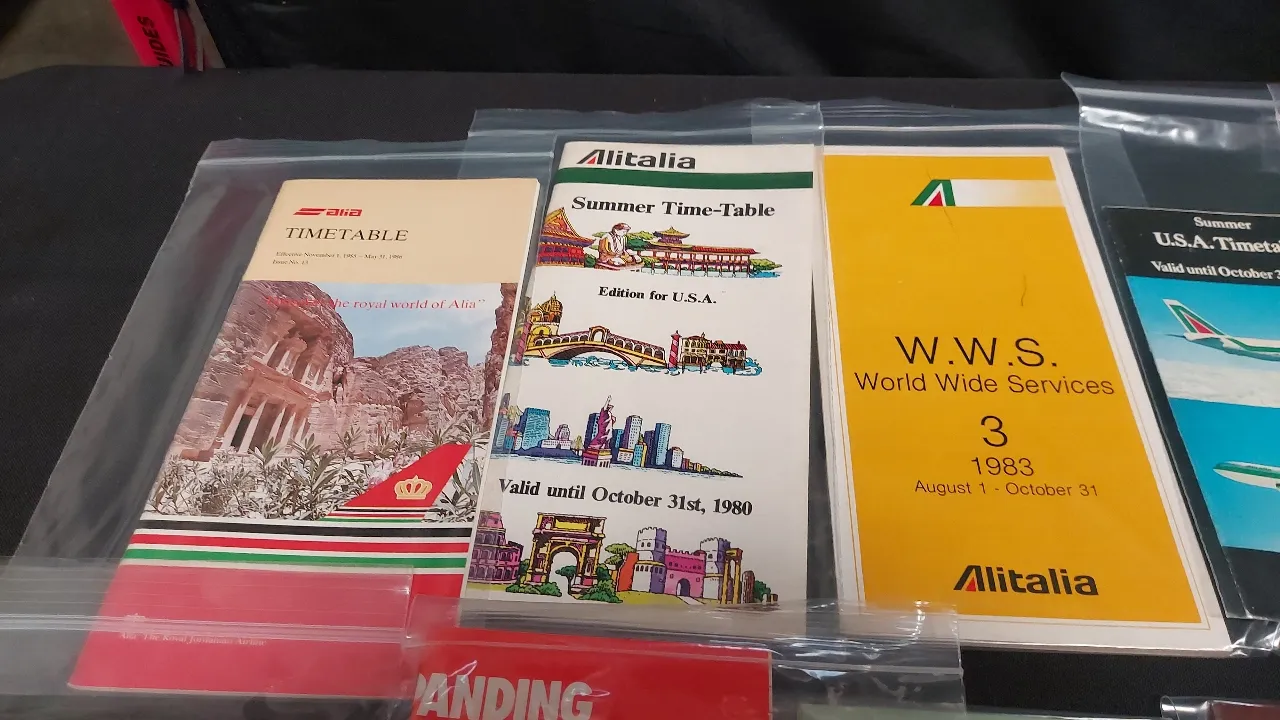 UIDES
alia
TIMETABLE
Effective November 1, 1985 - May 31, 1986
Issue No. 13
the royal world of Alia"
Alia The Royal Jordanian Airline
Alitalia
Summer Time-Table
Edition for U.S.A.
Valid until October 31st, 1980
W.W.S.
World Wide Services
3
1983
August 1 - October 31
Alitalia
Summer
U.S.A. Timeta
Valid until October
PANDING